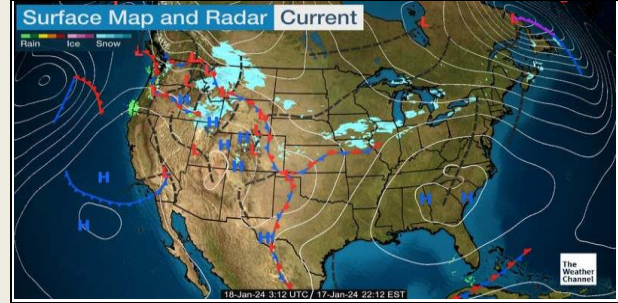 Surface Map and Radar Current
Rain Ice Snow
L
L
L
L
L
L
H
H
H
H
H
L
L
L
H
H
L
H
H
H
The
Weather
Channel
18-Jan-24 3:12 UTC / 17-Jan-24 22:12 EST